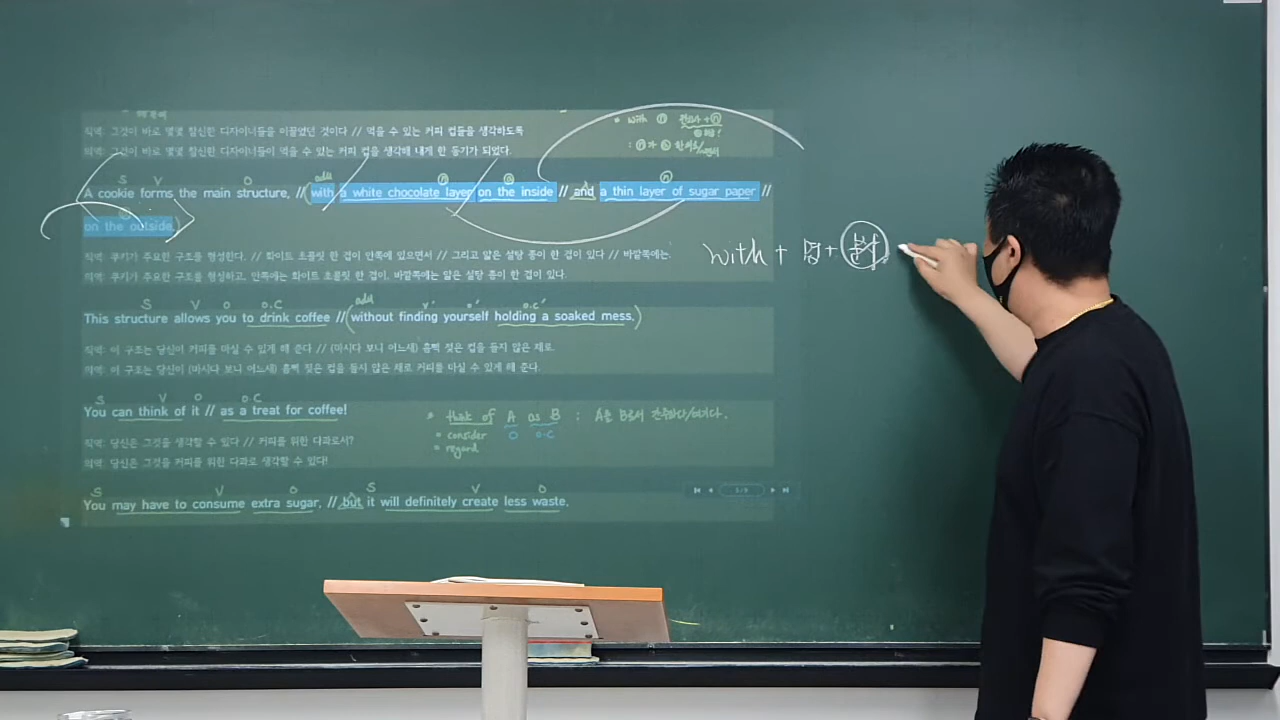 직역: 그것이 바로 몇몇 참신한 디자이너들을 이끌었던 것이다 // 먹을 수 있는 커피 컵들을 생각하도록
의역: 그것이 바로 몇몇 참신한 디자이너들이 먹을 수 있는 커피 컵을 생각해 내게 한 동기가 되었다.
• with ⓝ 전치사+ⓝ
S V O
A cookie forms the main structure, // (with a white chocolate layer on the inside // and a thin layer of sugar paper //
on the outside.)
직역: 쿠키가 주요한 구조를 형성한다. // 화이트 초콜릿 한 겹이 안쪽에 있으면서 // 그리고 얇은 설탕 종이 한 겹이 있다 // 바깥쪽에는.
의역: 쿠키가 주요한 구조를 형성하고, 안쪽에는 화이트 초콜릿 한 겹이, 바깥쪽에는 얇은 설탕 종이 한 겹이 있다.
with + 명 +
S V O O.C V' O' O.C'
This structure allows you to drink coffee // (without finding yourself holding a soaked mess.)
직역: 이 구조는 당신이 커피를 마실 수 있게 해 준다 // (마시다 보니 어느새) 흠뻑 젖은 컵을 들지 않은 채로.
의역: 이 구조는 당신이 (마시다 보니 어느새) 흠뻑 젖은 컵을 들지 않은 채로 커피를 마실 수 있게 해 준다.
S V O O.C
You can think of it // as a treat for coffee!
• think of A as B : A를 B로서 간주하다/여기다.
• consider O O.C
• regard
직역: 당신은 그것을 생각할 수 있다 // 커피를 위한 다과로서?
의역: 당신은 그것을 커피를 위한 다과로 생각할 수 있다!
S V O S V O
You may have to consume extra sugar, // but it will definitely create less waste.